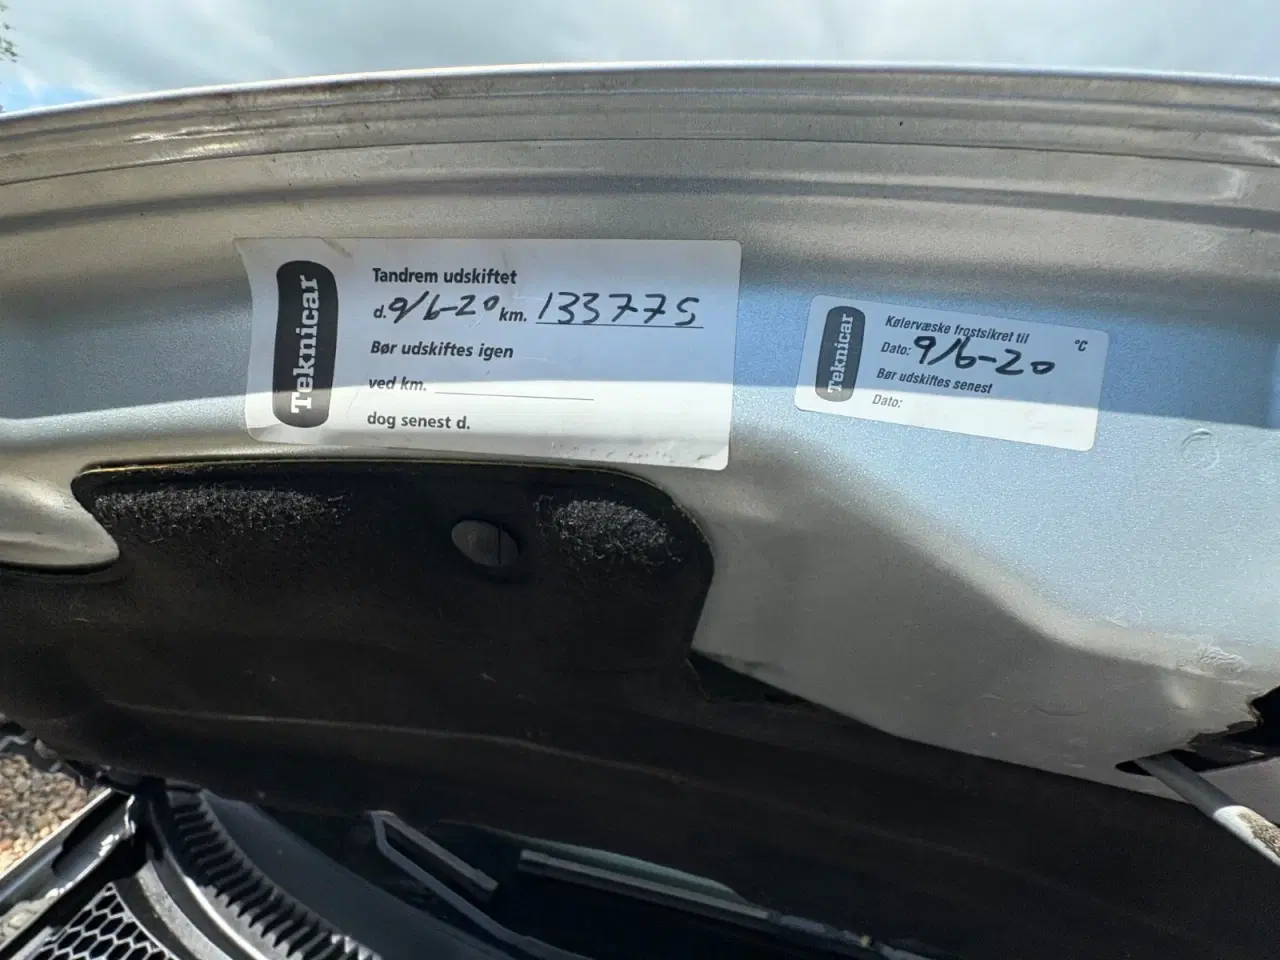 Teknicar
Tandrem udskiftet
d. 9/6-20 km. 133775
Bør udskiftes igen
ved km.
dog senest d.
Teknicar
Kølervæske frostsikret til °C
Dato: 9/6-20
Bør udskiftes senest
Dato: